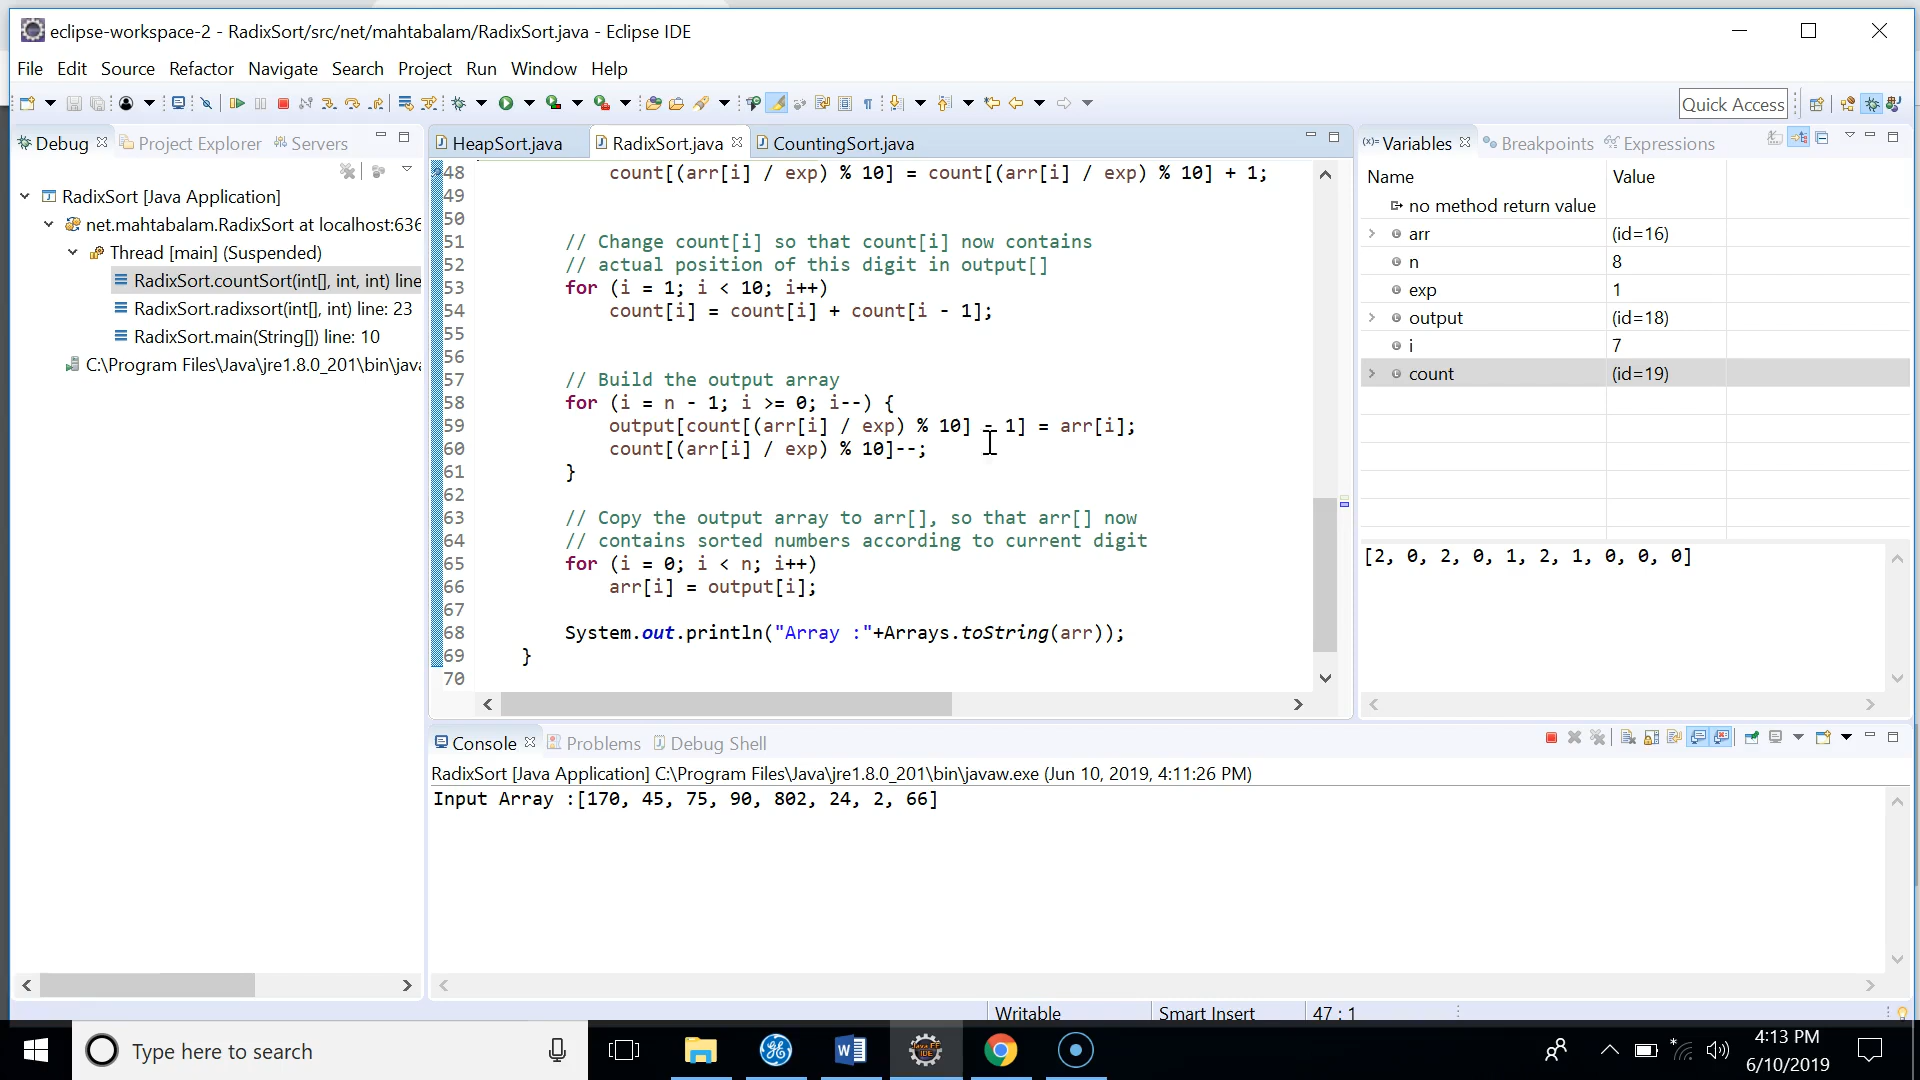 eclipse-workspace-2 - RadixSort/src/net/mahtabalam/RadixSort.java - Eclipse IDE
File Edit Source Refactor Navigate Search Project Run Window Help
Quick Access
Debug Project Explorer Servers
RadixSort [Java Application]
net.mahtabalam.RadixSort at localhost:636
Thread [main] (Suspended)
RadixSort.countSort(int[], int, int) line
RadixSort.radixsort(int[], int) line: 23
RadixSort.main(String[]) line: 10
C:\Program Files\Java\jre1.8.0_201\bin\java
HeapSort.java RadixSort.java CountingSort.java
48 count[(arr[i] / exp) % 10] = count[(arr[i] / exp) % 10] + 1;
49
50
51 // Change count[i] so that count[i] now contains
52 // actual position of this digit in output[]
53 for (i = 1; i < 10; i++)
54 count[i] = count[i] + count[i - 1];
55
56
57 // Build the output array
58 for (i = n - 1; i >= 0; i--) {
59 output[count[(arr[i] / exp) % 10] - 1] = arr[i];
60 count[(arr[i] / exp) % 10]--;
61 }
62
63 // Copy the output array to arr[], so that arr[] now
64 // contains sorted numbers according to current digit
65 for (i = 0; i < n; i++)
66 arr[i] = output[i];
67
68 System.out.println("Array :"+Arrays.toString(arr));
69 }
70
(x)= Variables Breakpoints Expressions
Name Value
no method return value
arr (id=16)
n 8
exp 1
output (id=18)
i 7
count (id=19)
[2, 0, 2, 0, 1, 2, 1, 0, 0, 0]
Console Problems Debug Shell
RadixSort [Java Application] C:\Program Files\Java\jre1.8.0_201\bin\javaw.exe (Jun 10, 2019, 4:11:26 PM)
Input Array :[170, 45, 75, 90, 802, 24, 2, 66]
Writable Smart Insert 47 : 1
Type here to search
4:13 PM
6/10/2019